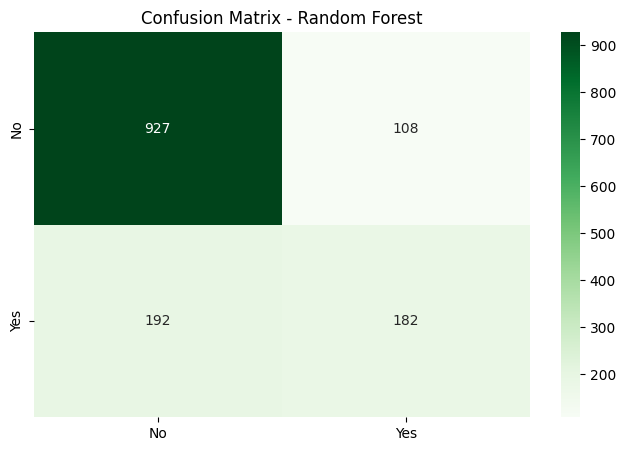 Confusion Matrix - Random Forest
No
927
108
Yes
192
182
No
Yes
900
800
700
600
500
400
300
200